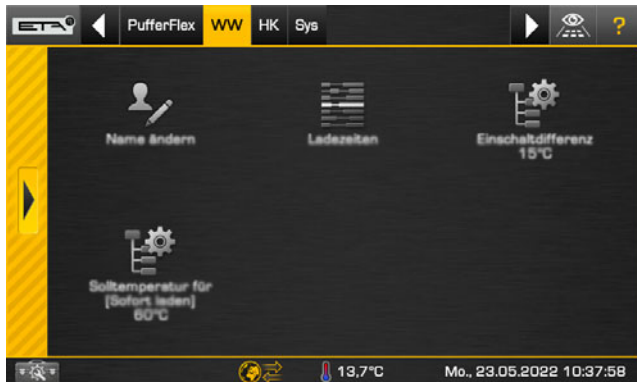 ETA
PufferFlex WW HK Sys ?
Name ändern
Ladezeiten
Einschaltdifferenz
15°C
Solltemperatur für
[Sofort laden]
60°C
13,7°C
Mo., 23.05.2022 10:37:58